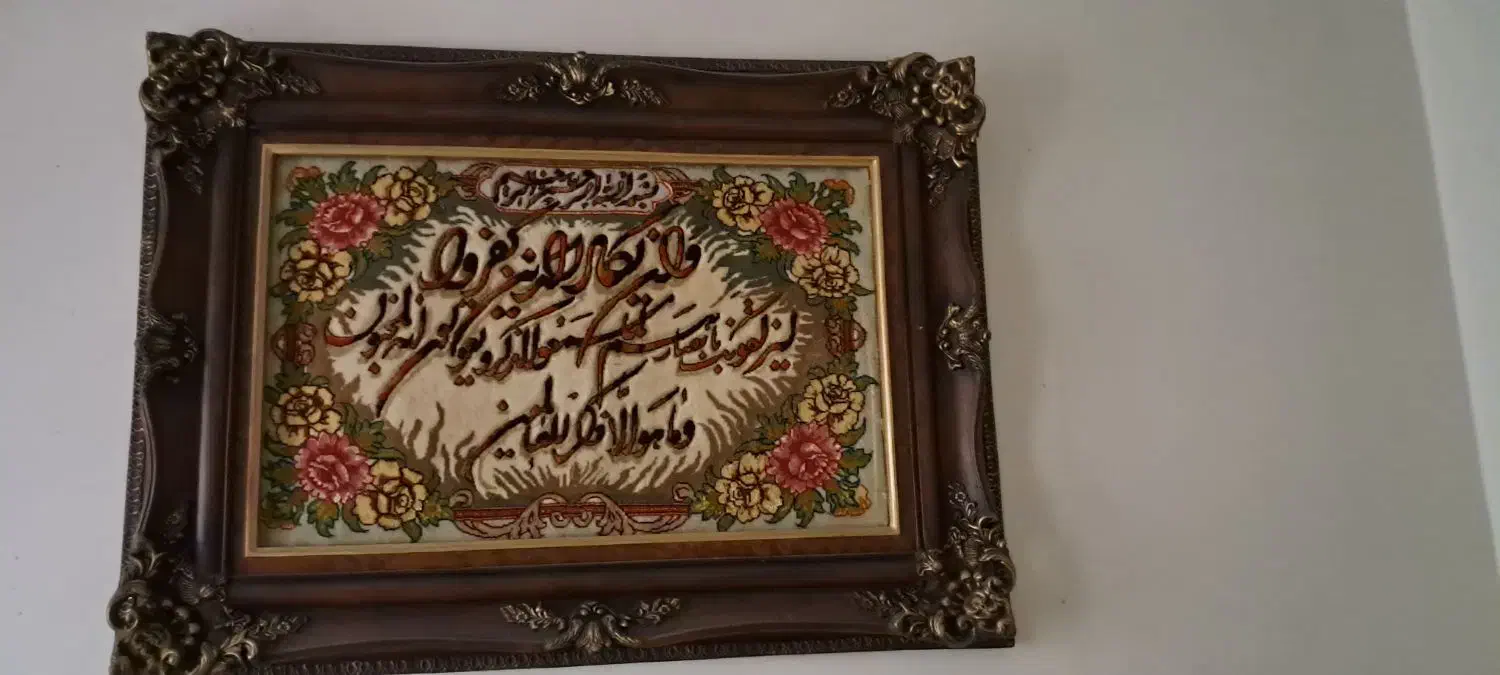 بسم الله الرحمن الرحیم
وان یکاد الذین کفروا
لیزلقونک بابصارهم لما سمعوا الذکر و یقولون انه لمجنون
وما هو الا ذکر للعالمین